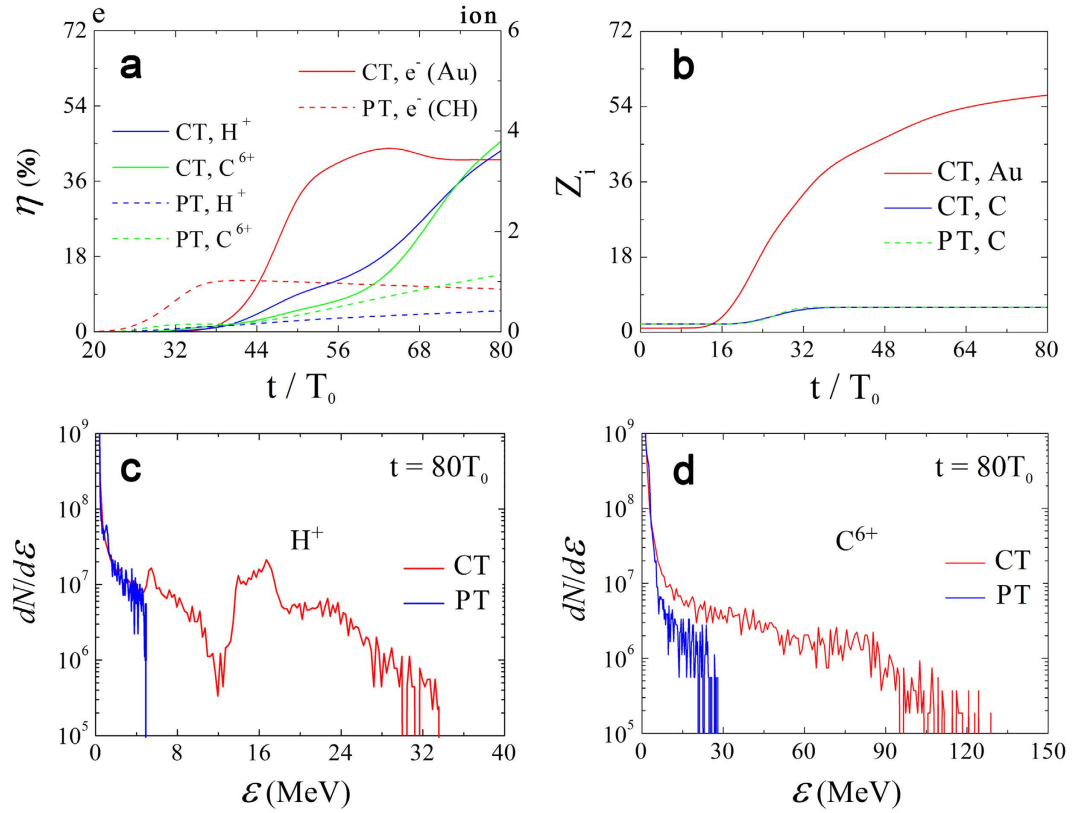 e
ion
72
54
36
18
0
η (%)
a
CT, e⁻ (Au)
PT, e⁻ (CH)
CT, H⁺
CT, C⁶⁺
PT, H⁺
PT, C⁶⁺
6
4
2
0
20 32 44 56 68 80
t / T₀
72
54
36
18
0
Zᵢ
b
CT, Au
CT, C
PT, C
0 16 32 48 64 80
t / T₀
10⁹
10⁸
10⁷
10⁶
10⁵
dN/dε
c
t = 80T₀
H⁺
CT
PT
0 8 16 24 32 40
ε (MeV)
10⁹
10⁸
10⁷
10⁶
10⁵
dN/dε
d
t = 80T₀
C⁶⁺
CT
PT
0 30 60 90 120 150
ε (MeV)